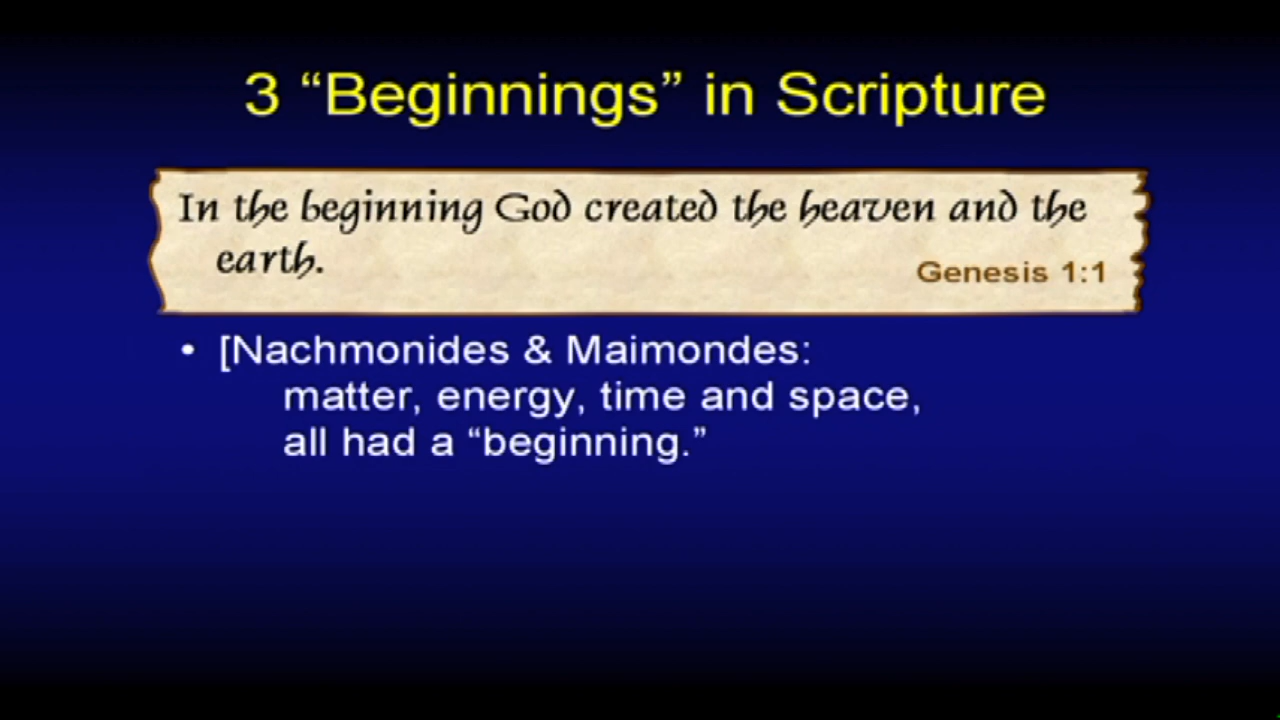 3 “Beginnings” in Scripture
In the beginning God created the heaven and the
earth.
Genesis 1:1
• [Nachmonides & Maimondes:
matter, energy, time and space,
all had a “beginning.”